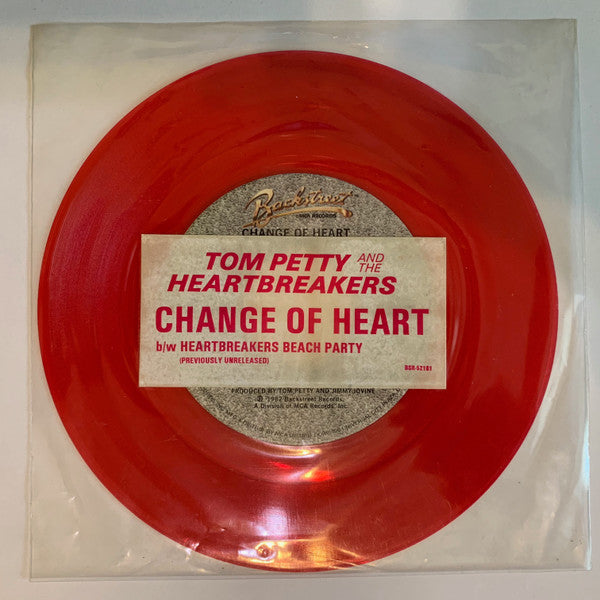 Backstreet
MCA RECORDS
CHANGE OF HEART
TOM PETTY AND THE
HEARTBREAKERS
CHANGE OF HEART
b/w HEARTBREAKERS BEACH PARTY
(PREVIOUSLY UNRELEASED)
BSR-52181
PRODUCED BY TOM PETTY AND JIMMY IOVINE
℗ 1982 Backstreet Records,
A Division of MCA Records, Inc.